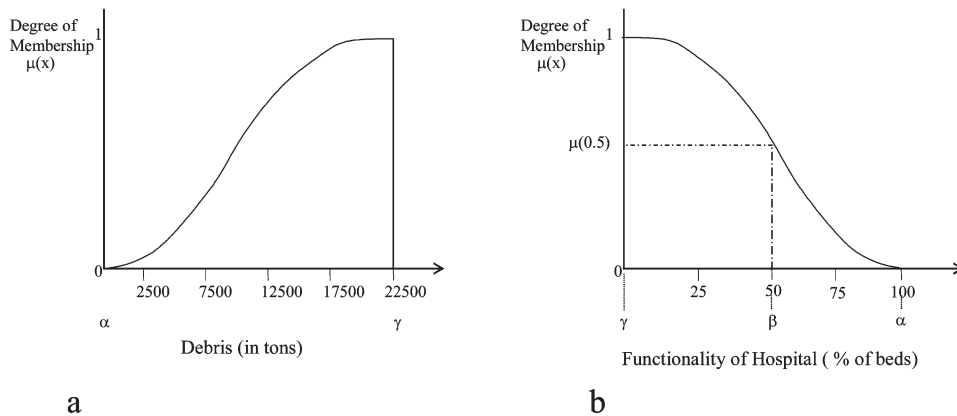 Degree of
Membership 1
μ(x)
0
2500 7500 12500 17500 22500
α γ
Debris (in tons)
a
Degree of
Membership 1
μ(x)
μ(0.5)
0
25 50 75 100
γ β α
Functionality of Hospital ( % of beds)
b